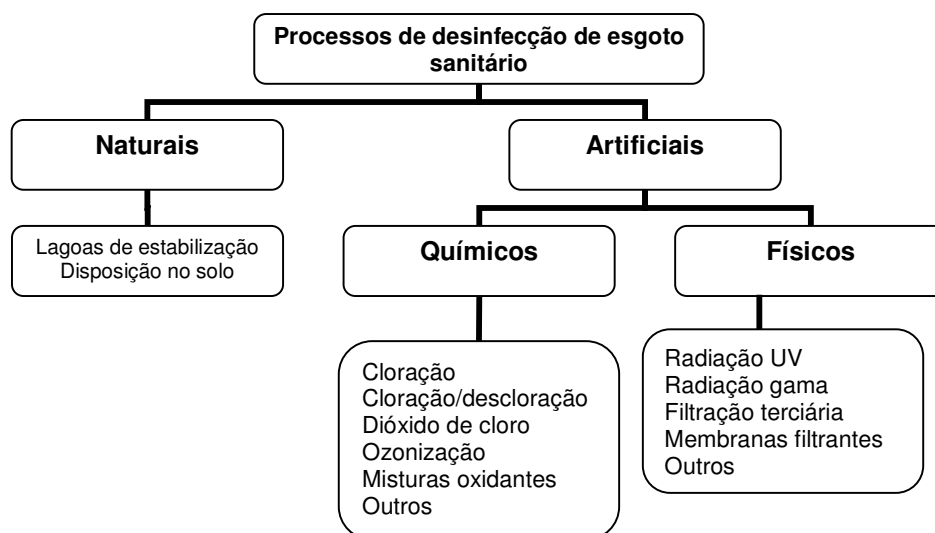 Processos de desinfecção de esgoto
sanitário
Naturais
Artificiais
Lagoas de estabilização
Disposição no solo
Químicos
Físicos
Cloração
Cloração/descloração
Dióxido de cloro
Ozonização
Misturas oxidantes
Outros
Radiação UV
Radiação gama
Filtração terciária
Membranas filtrantes
Outros